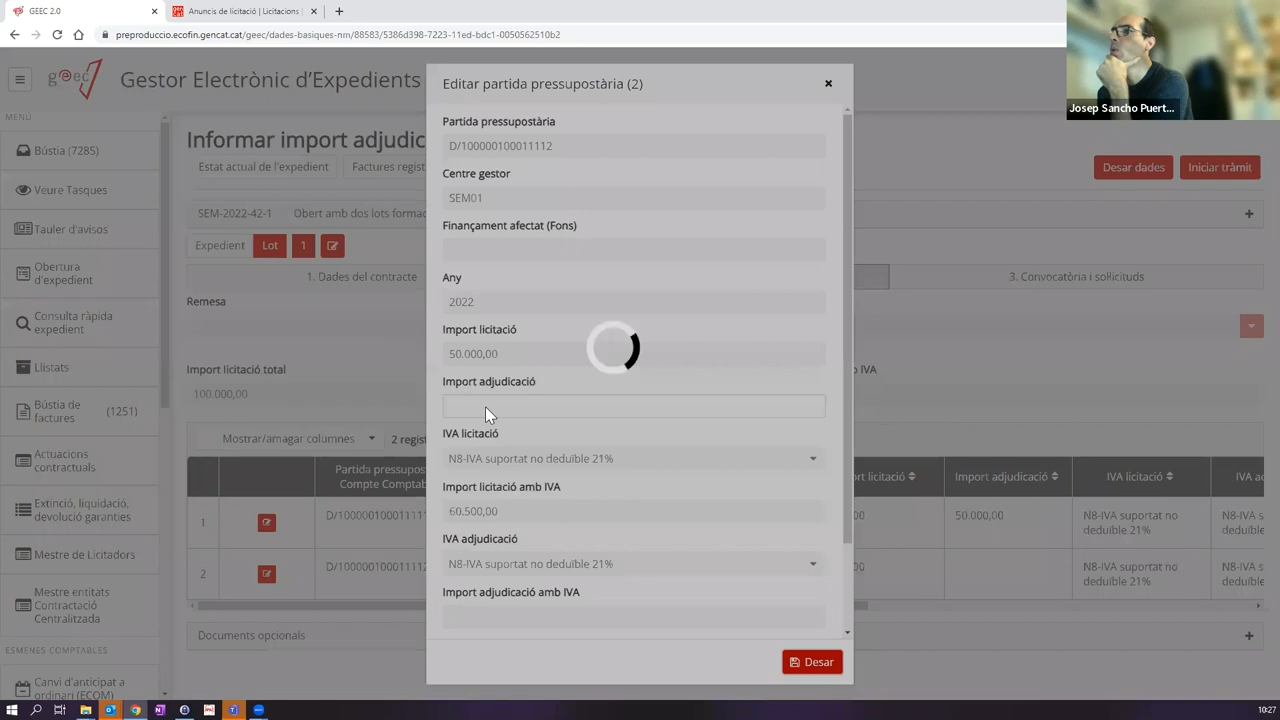 GEEC 2.0
Anuncis de licitació | Licitacions
preproduccio.ecofin.gencat.cat/geec/dades-basiques-nm/88583/5386d398-7223-11ed-bdc1-0050562510b2
Josep Sancho Puert...
geec
Gestor Electrònic d'Expedients
MENÚ
Bústia (7285)
Veure Tasques
Tauler d'avisos
Obertura
d'expedient
Consulta ràpida
expedient
Llistats
Bústia de
factures
(1251)
Actuacions
contractuals
Extinció, liquidació,
devolució garanties
Mestre de Licitadors
Mestre entitats
Contractació
Centralitzada
ESMENES COMPTABLES
Canvi d'anticipat a
ordinari (ECOM)
Informar import adjudic
Estat actual de l'expedient
Factures regist
Desar dades
Iniciar tràmit
SEM-2022-42-1
Obert amb dos lots formac
Expedient
Lot
1
1. Dades del contracte
3. Convocatòria i sol·licituds
Remesa
Import licitació total
100.000,00
IVA
Mostrar/amagar columnes
2 regist
Partida pressupos
Compte Comptab
ort licitació
Import adjudicació
IVA licitació
IVA ad
1
D/10000010001111
50.000,00
N8-IVA suportat no
deduïble 21%
N8-IVA s
deduïble
2
D/10000010001111
N8-IVA suportat no
deduïble 21%
N8-IVA s
deduïble
Documents opcionals
Editar partida pressupostària (2)
Partida pressupostària
D/100000100011112
Centre gestor
SEM01
Finançament afectat (Fons)
Any
2022
Import licitació
50.000,00
Import adjudicació
IVA licitació
N8-IVA suportat no deduïble 21%
Import licitació amb IVA
60.500,00
IVA adjudicació
N8-IVA suportat no deduïble 21%
Import adjudicació amb IVA
Desar
10:27